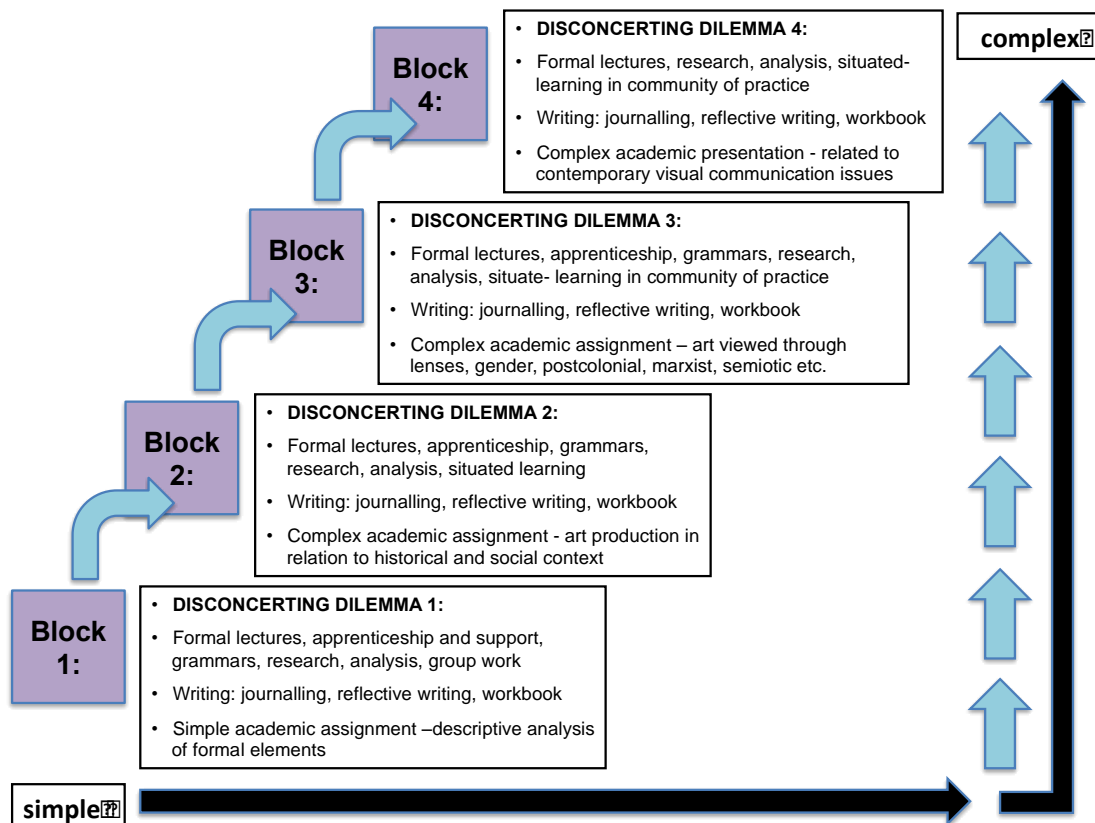 • DISCONCERTING DILEMMA 4:
• Formal lectures, research, analysis, situated-
learning in community of practice
• Writing: journalling, reflective writing, workbook
• Complex academic presentation - related to
contemporary visual communication issues
complex⍰
Block
4:
• DISCONCERTING DILEMMA 3:
• Formal lectures, apprenticeship, grammars, research,
analysis, situate- learning in community of practice
• Writing: journalling, reflective writing, workbook
• Complex academic assignment – art viewed through
lenses, gender, postcolonial, marxist, semiotic etc.
Block
3:
• DISCONCERTING DILEMMA 2:
• Formal lectures, apprenticeship, grammars,
research, analysis, situated learning
• Writing: journalling, reflective writing, workbook
• Complex academic assignment - art production in
relation to historical and social context
Block
2:
• DISCONCERTING DILEMMA 1:
• Formal lectures, apprenticeship and support,
grammars, research, analysis, group work
• Writing: journalling, reflective writing, workbook
• Simple academic assignment –descriptive analysis
of formal elements
Block
1:
simple⍰